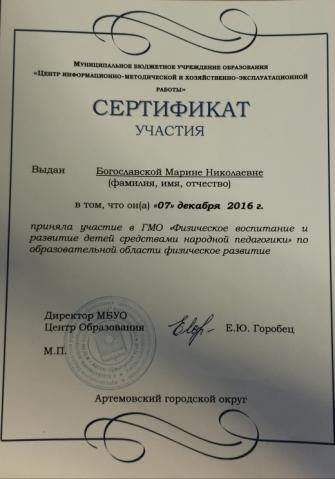 Муниципальное бюджетное учреждение образования
«Центр информационно-методической и хозяйственно-эксплуатационной
работы»
СЕРТИФИКАТ
УЧАСТИЯ
Выдан Богославской Марине Николаевне
(фамилия, имя, отчество)
в том, что он(а) «07» декабря 2016 г.
приняла участие в ГМО «Физическое воспитание и
развитие детей средствами народной педагогики» по
образовательной области физическое развитие
Директор МБУО
Центр Образования Е.Ю. Горобец
М.П.
Артемовский городской округ